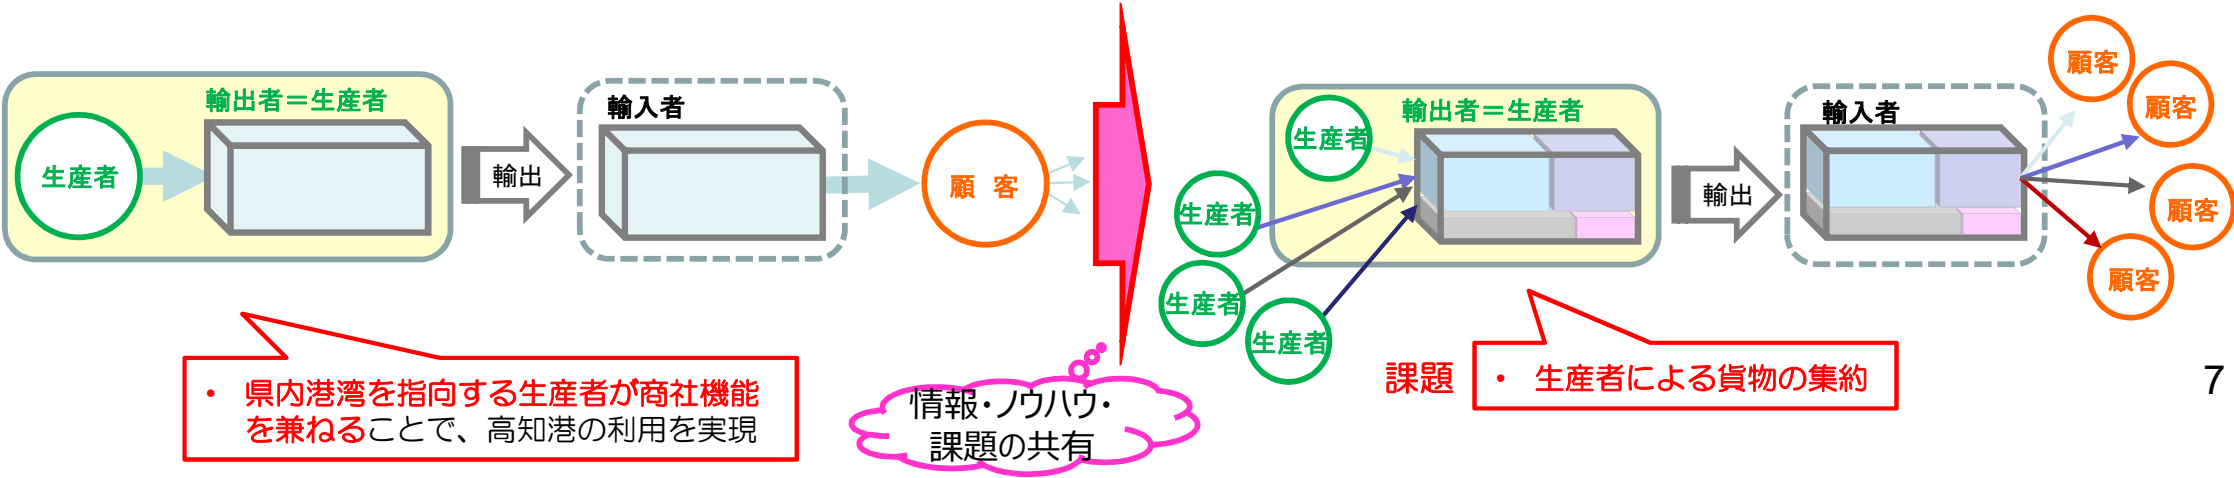 輸出者＝生産者
生産者
輸出
輸入者
顧 客
・ 県内港湾を指向する生産者が商社機能
を兼ねることで、高知港の利用を実現
情報・ノウハウ・
課題の共有
輸出者＝生産者
生産者
生産者
生産者
生産者
輸出
輸入者
顧客
顧客
顧客
顧客
課題
・ 生産者による貨物の集約
7